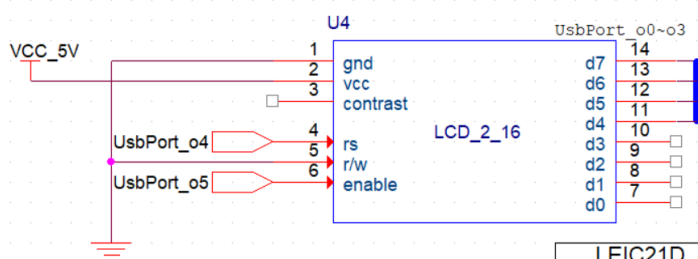 U4
UsbPort_o0~o3
VCC_5V
1 gnd d7 14
2 vcc d6 13
3 contrast d5 12
d4 11
UsbPort_o4 4 rs LCD_2_16 d3 10
5 r/w d2 9
UsbPort_o5 6 enable d1 8
d0 7
LEIC21D